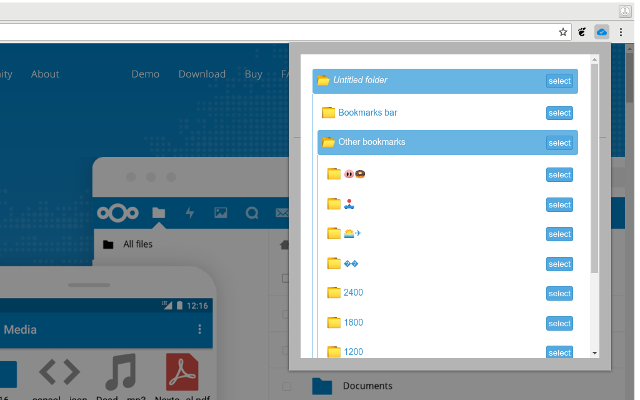 About
Demo
Download
Buy
Untitled folder
select
Bookmarks bar
select
Other bookmarks
select
🐽🍩
select
🕹
select
🌅✈
select
��
select
2400
select
1800
select
1200
select
All files
12:16
Media
Documents